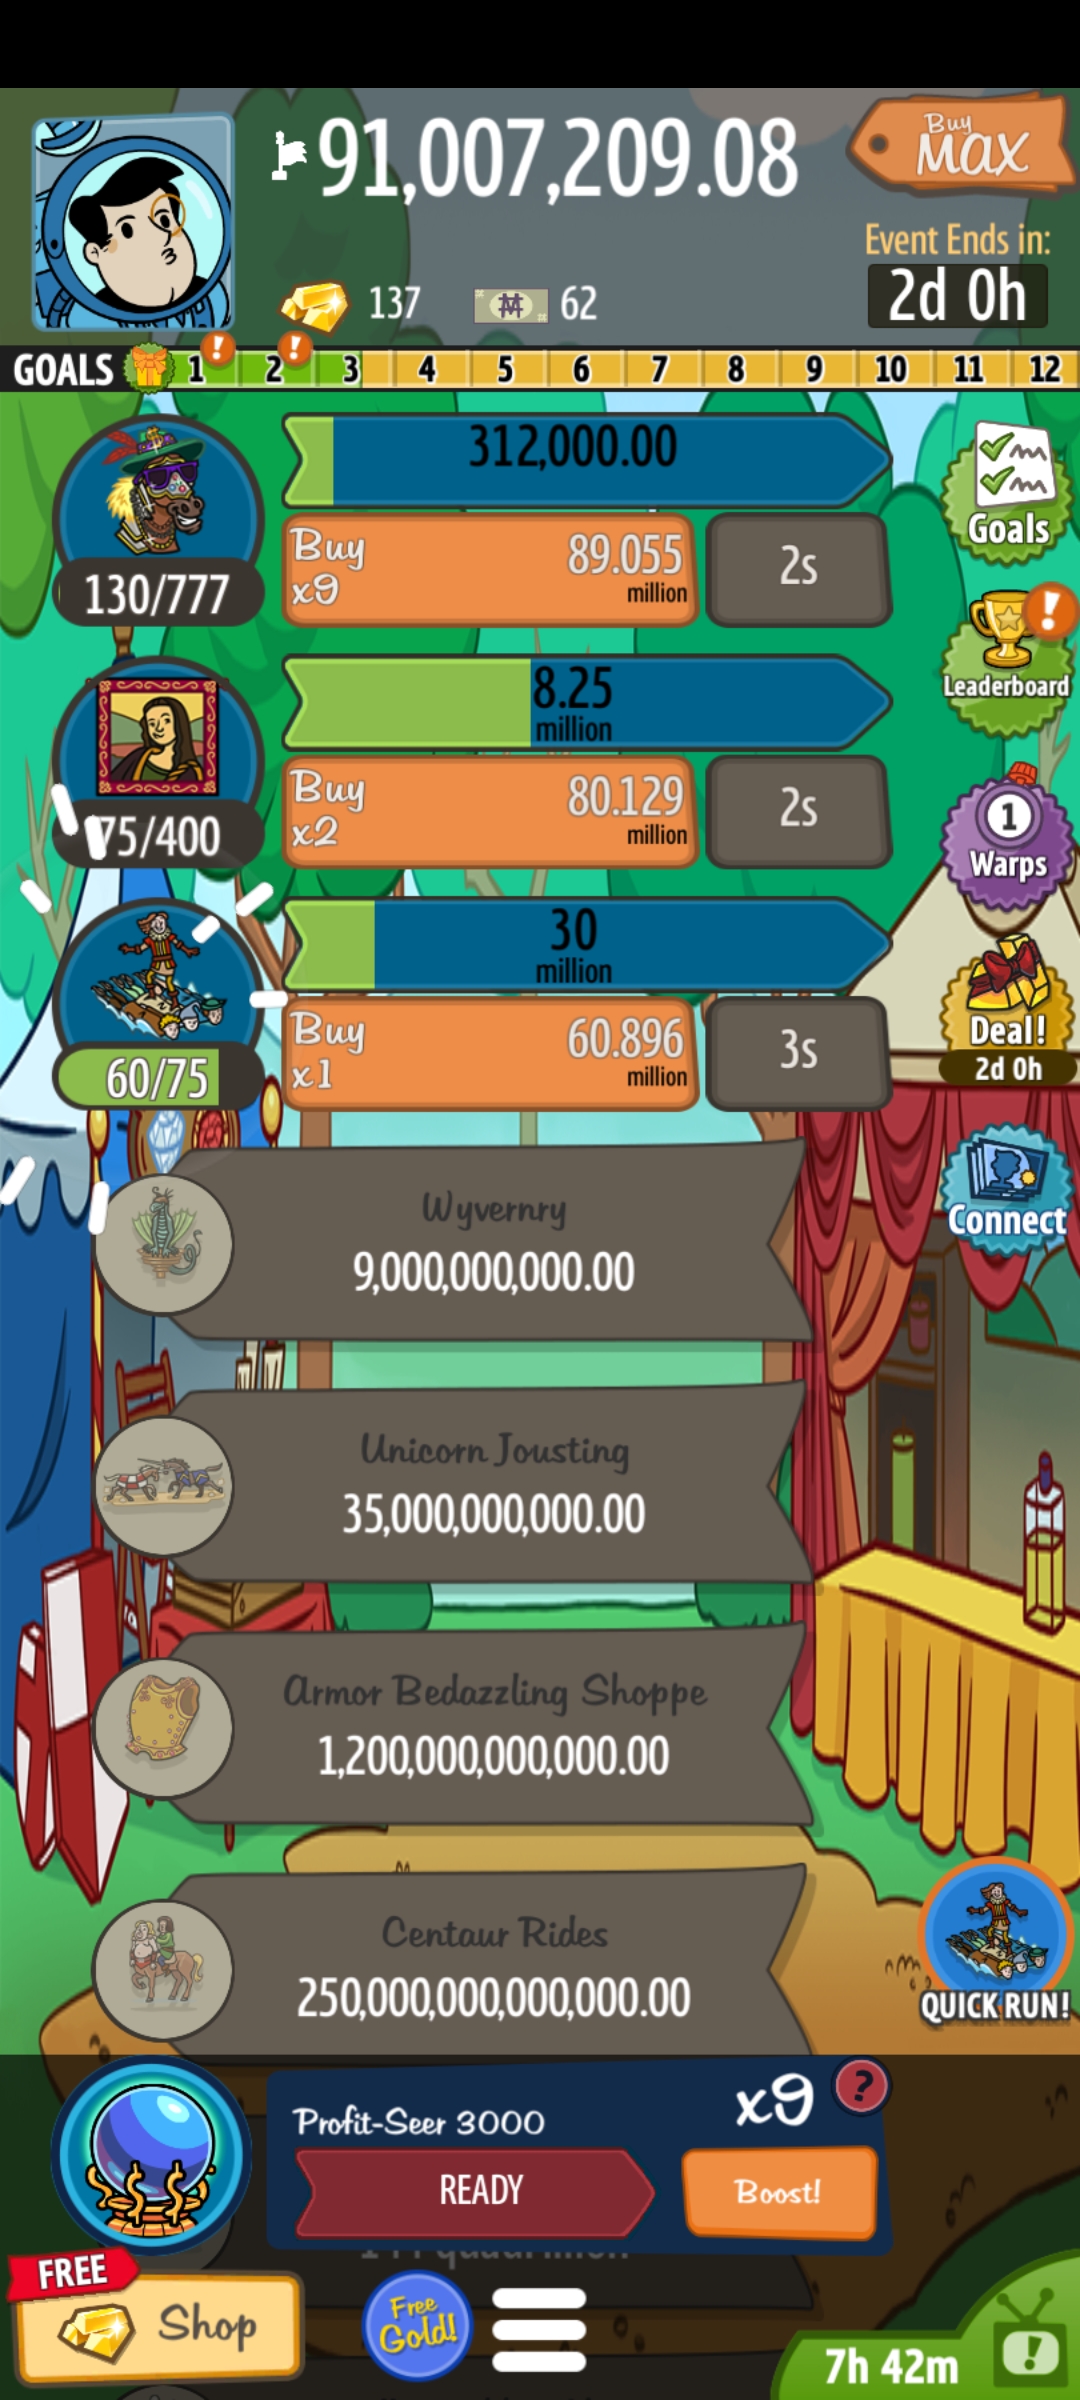 91,007,209.08
Buy
MAX
Event Ends in:
2d 0h
137
62
GOALS 1 ! 2 ! 3 4 5 6 7 8 9 10 11 12
312,000.00
Buy
x9
89.055
million
2s
130/777
Goals
8.25
million
Buy
x2
80.129
million
2s
75/400
!
Leaderboard
1
Warps
30
million
Buy
x1
60.896
million
3s
60/75
Deal!
2d 0h
Connect
Wyvernry
9,000,000,000.00
Unicorn Jousting
35,000,000,000.00
Armor Bedazzling Shoppe
1,200,000,000,000.00
Centaur Rides
250,000,000,000,000.00
QUICK RUN!
Profit-Seer 3000
x9
?
READY
Boost!
FREE
Shop
Free
Gold!
7h 42m
!